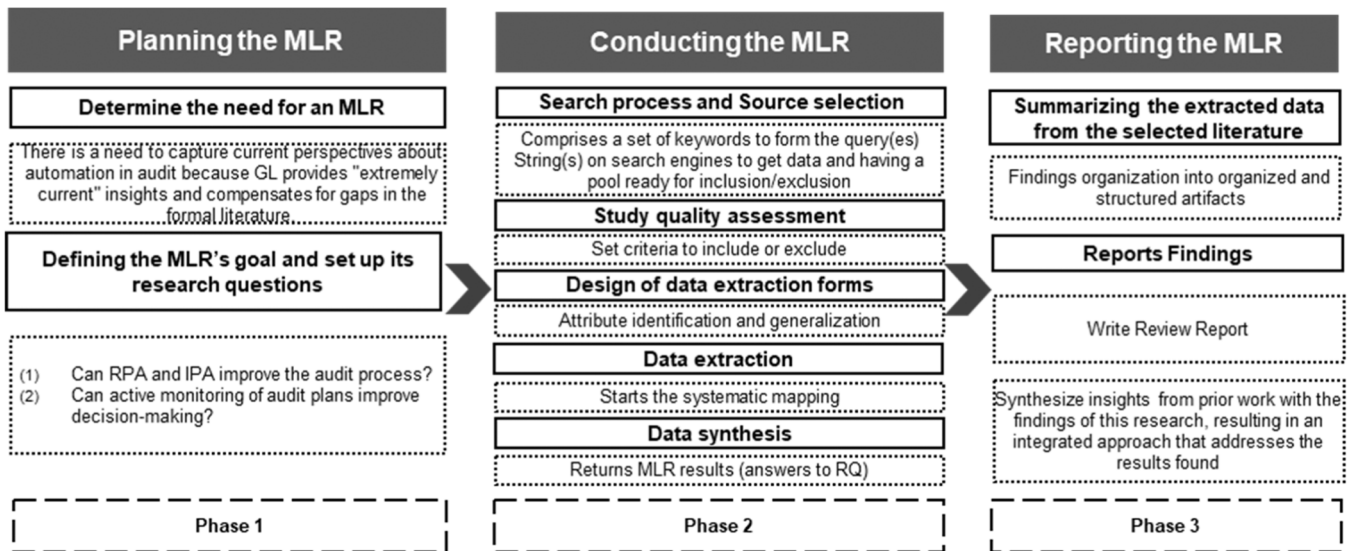 Planning the MLR
Determine the need for an MLR
There is a need to capture current perspectives about
automation in audit because GL provides "extremely
current" insights and compensates for gaps in the
formal literature
Defining the MLR's goal and set up its
research questions
(1) Can RPA and IPA improve the audit process?
(2) Can active monitoring of audit plans improve
decision-making?
Phase 1
Conducting the MLR
Search process and Source selection
Comprises a set of keywords to form the query(es)
String(s) on search engines to get data and having a
pool ready for inclusion/exclusion
Study quality assessment
Set criteria to include or exclude
Design of data extraction forms
Attribute identification and generalization
Data extraction
Starts the systematic mapping
Data synthesis
Returns MLR results (answers to RQ)
Phase 2
Reporting the MLR
Summarizing the extracted data
from the selected literature
Findings organization into organized and
structured artifacts
Reports Findings
Write Review Report
Synthesize insights from prior work with the
findings of this research, resulting in an
integrated approach that addresses the
results found
Phase 3